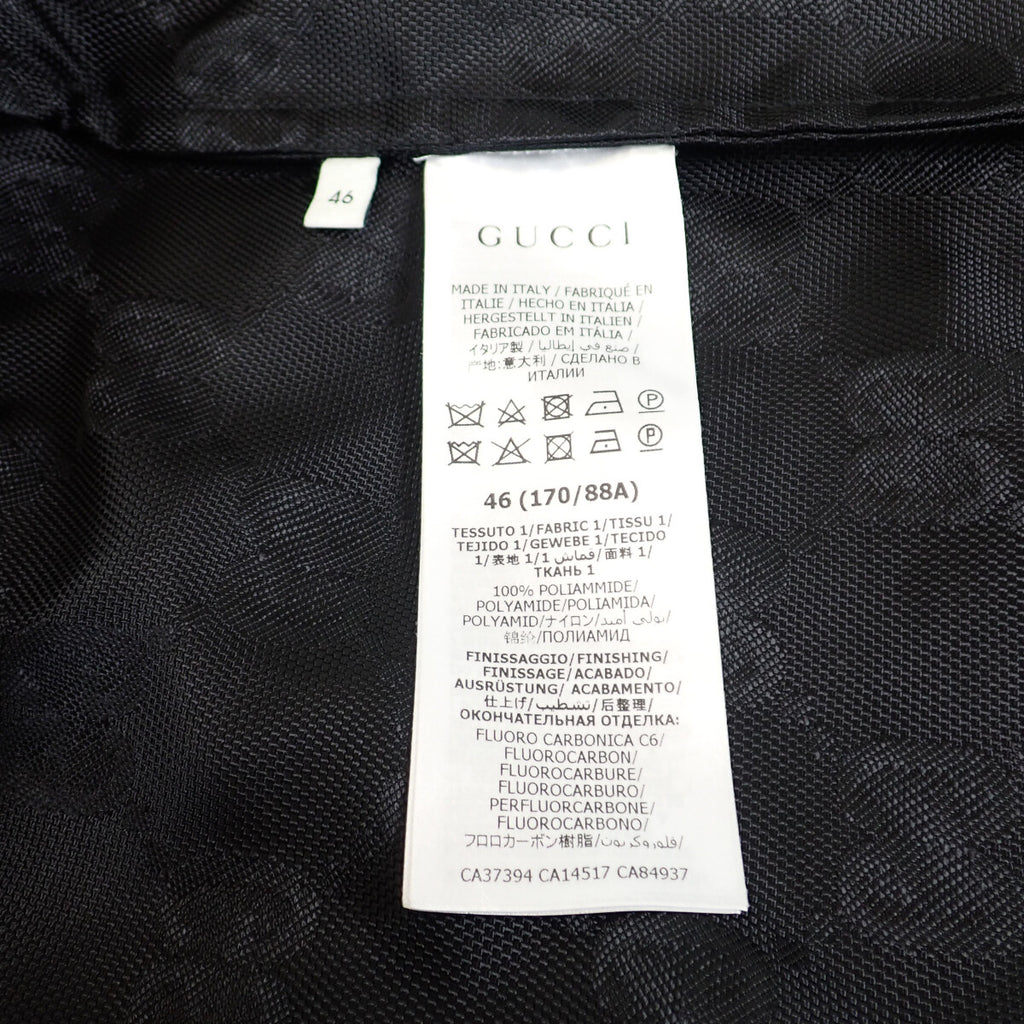 46
GUCCI
MADE IN ITALY / FABRIQUÉ EN
ITALIE / HECHO EN ITALIA /
HERGESTELLT IN ITALIEN /
FABRICADO EM ITÁLIA /
イタリア製 / صنع في إيطاليا /
产地:意大利 / СДЕЛАНО В
ИТАЛИИ
P
P
46 (170/88A)
TESSUTO 1/FABRIC 1/TISSU 1/
TEJIDO 1/GEWEBE 1/TECIDO
1/表地 1/1 قماش/面料 1/
ТКАНЬ 1
100% POLIAMMIDE/
POLYAMIDE/POLIAMIDA/
POLYAMID/ナイロン/بولي أميد/
锦纶/ПОЛИАМИД
FINISSAGGIO/FINISHING/
FINISSAGE/ACABADO/
AUSRÜSTUNG/ ACABAMENTO/
仕上げ/تشطيب/后整理/
ОКОНЧАТЕЛЬНАЯ ОТДЕЛКА:
FLUORO CARBONICA C6/
FLUOROCARBON/
FLUOROCARBURE/
FLUOROCARBURO/
PERFLUORCARBONE/
FLUOROCARBONO/
フロロカーボン樹脂/فلوروكربون/
CA37394 CA14517 CA84937